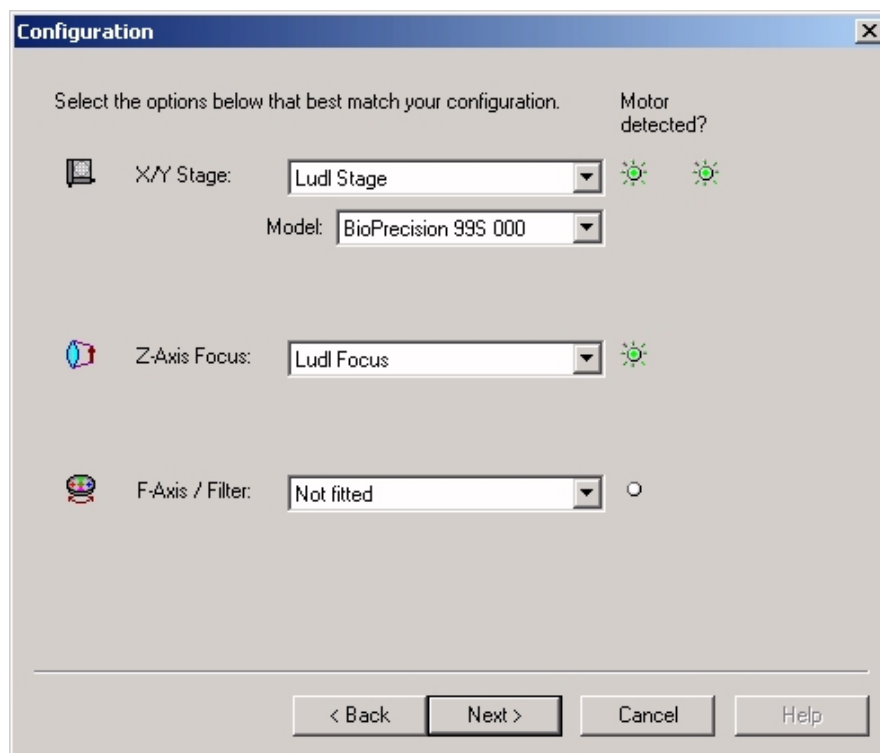 Configuration
Select the options below that best match your configuration.
Motor
detected?
X/Y Stage:
Ludl Stage
Model:
BioPrecision 99S 000
Z-Axis Focus:
Ludl Focus
F-Axis / Filter:
Not fitted
< Back
Next >
Cancel
Help